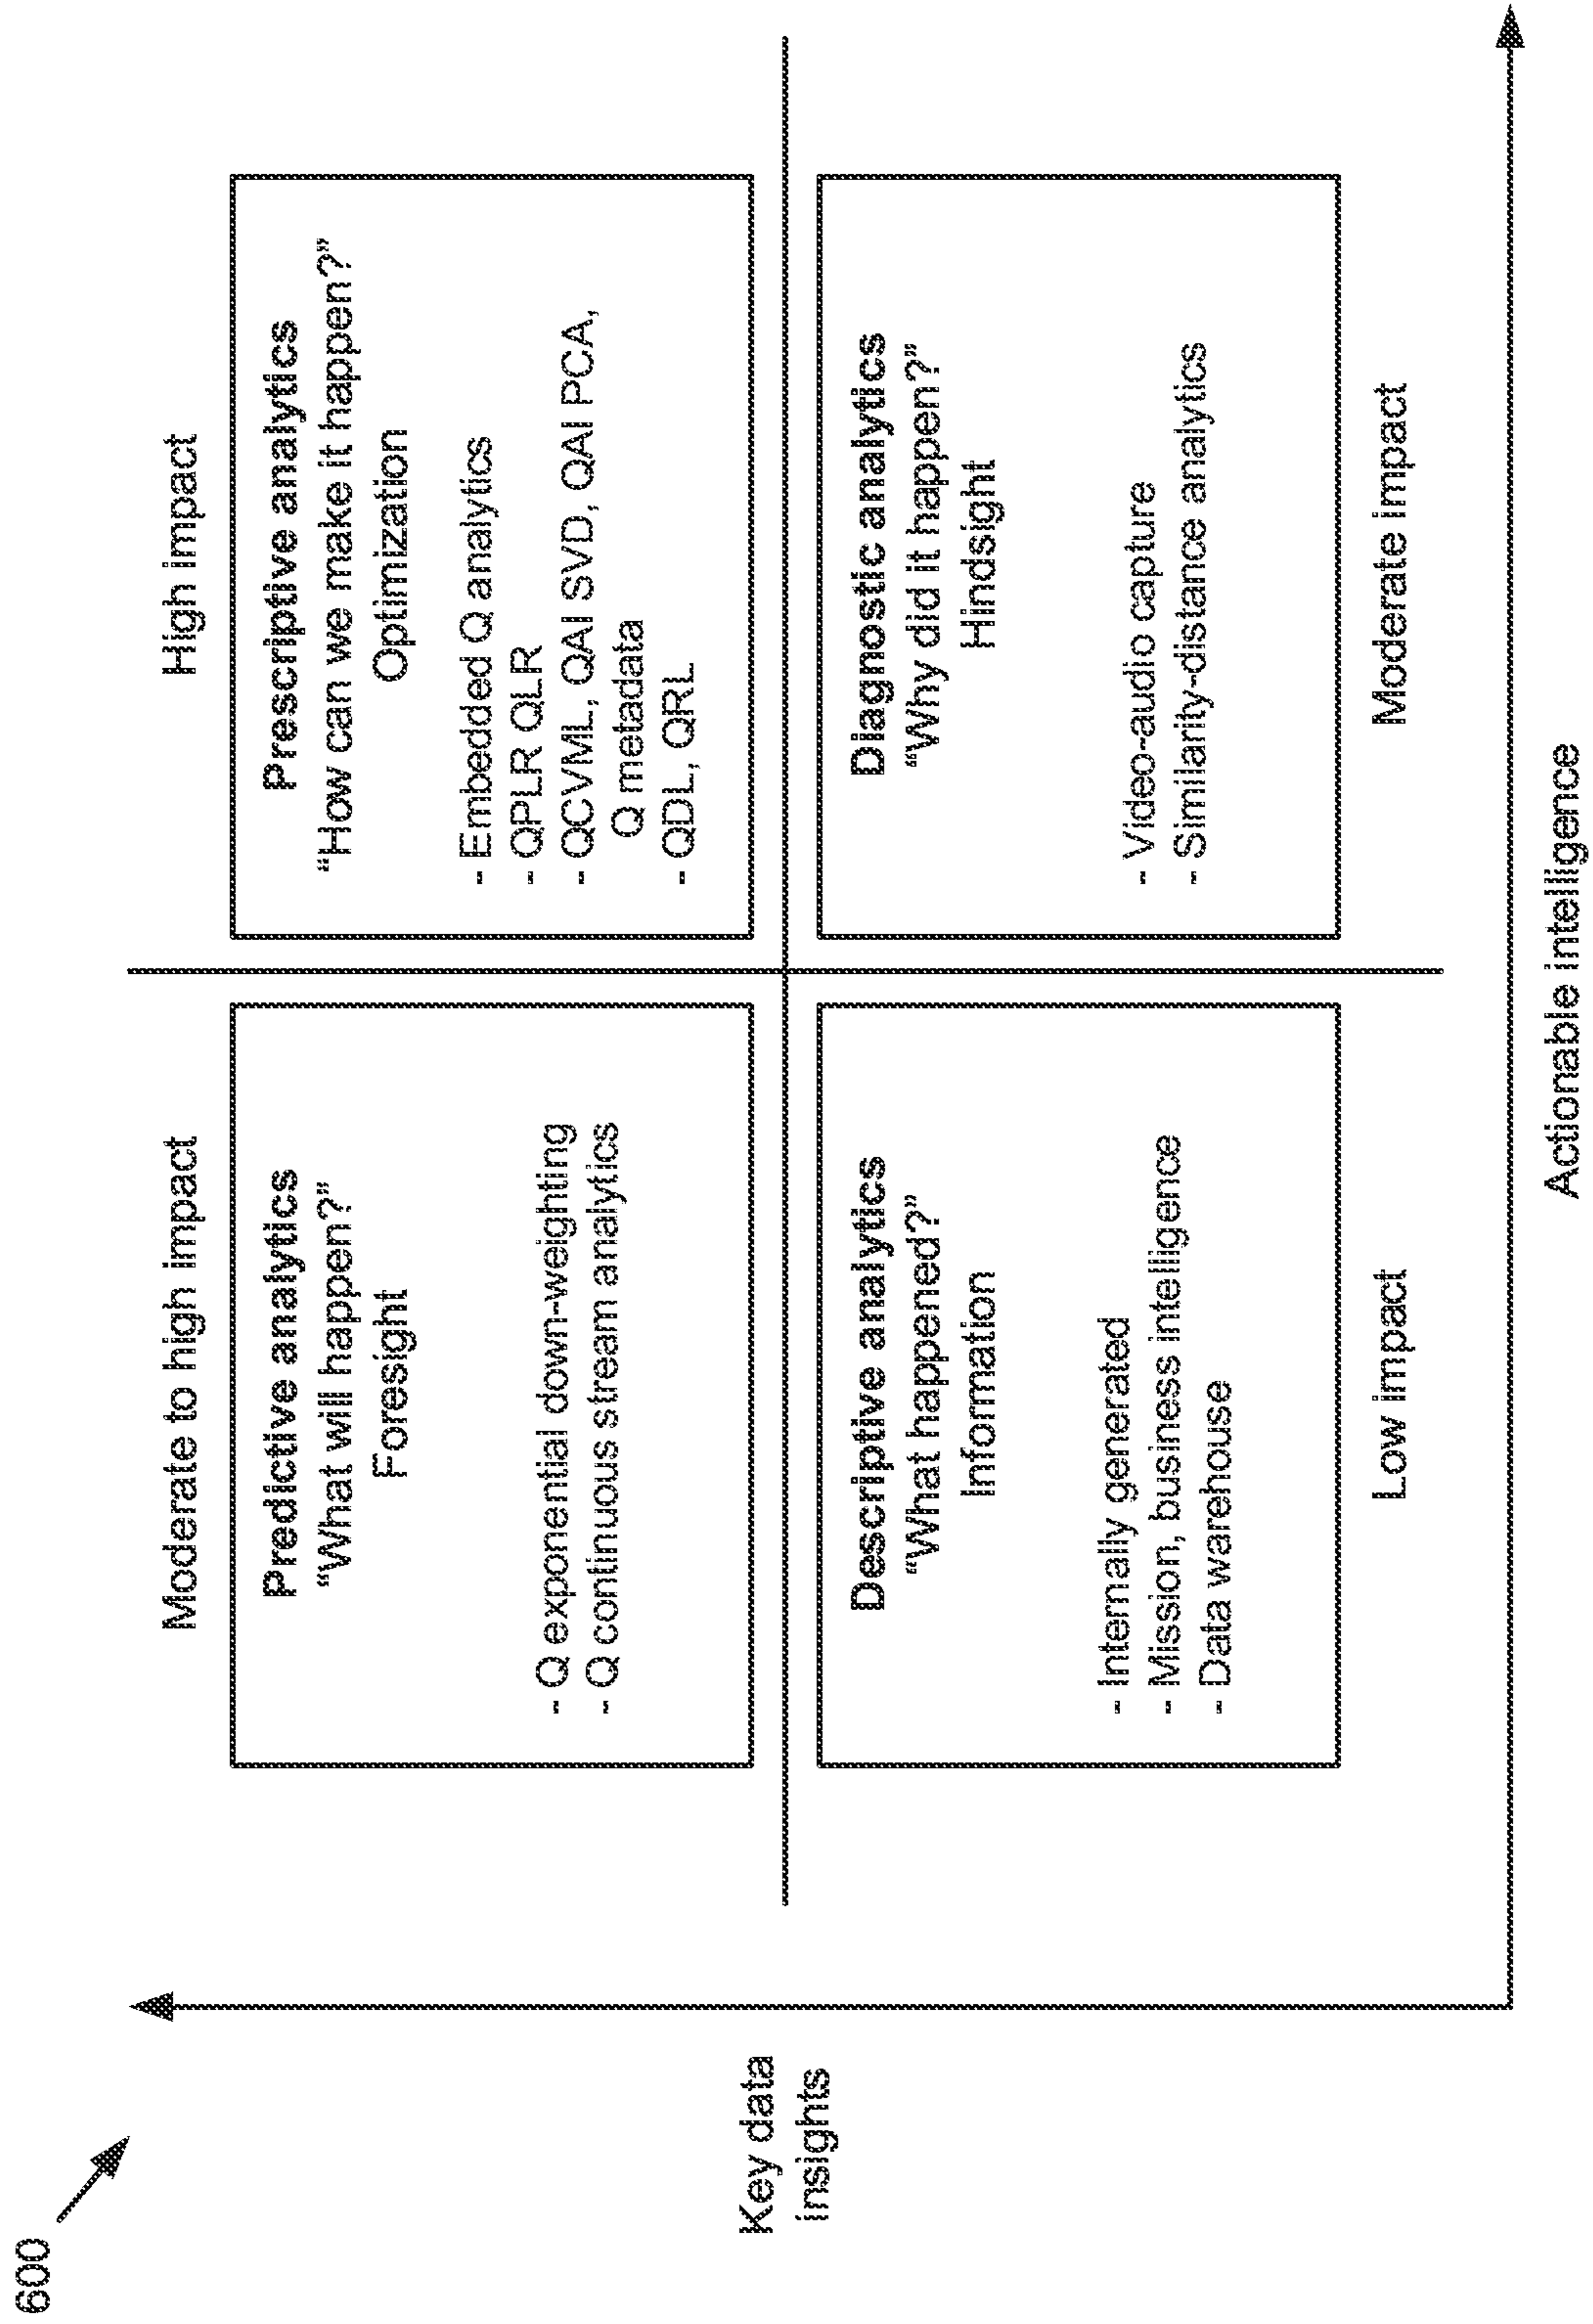 600
Key data
insights
Moderate to high impact
Predictive analytics
“What will happen?”
Foresight
- Q exponential down-weighting
- Q continuous stream analytics
High impact
Prescriptive analytics
“How can we make it happen?”
Optimization
- Embedded Q analytics
- QPLR QLR
- QCVML, QAI SVD, QAI PCA,
Q metadata
- QDL, QRL
Descriptive analytics
“What happened?”
Information
- Internally generated
- Mission, business intelligence
- Data warehouse
Low impact
Diagnostic analytics
“Why did it happen?”
Hindsight
- Video-audio capture
- Similarity-distance analytics
Moderate impact
Actionable intelligence